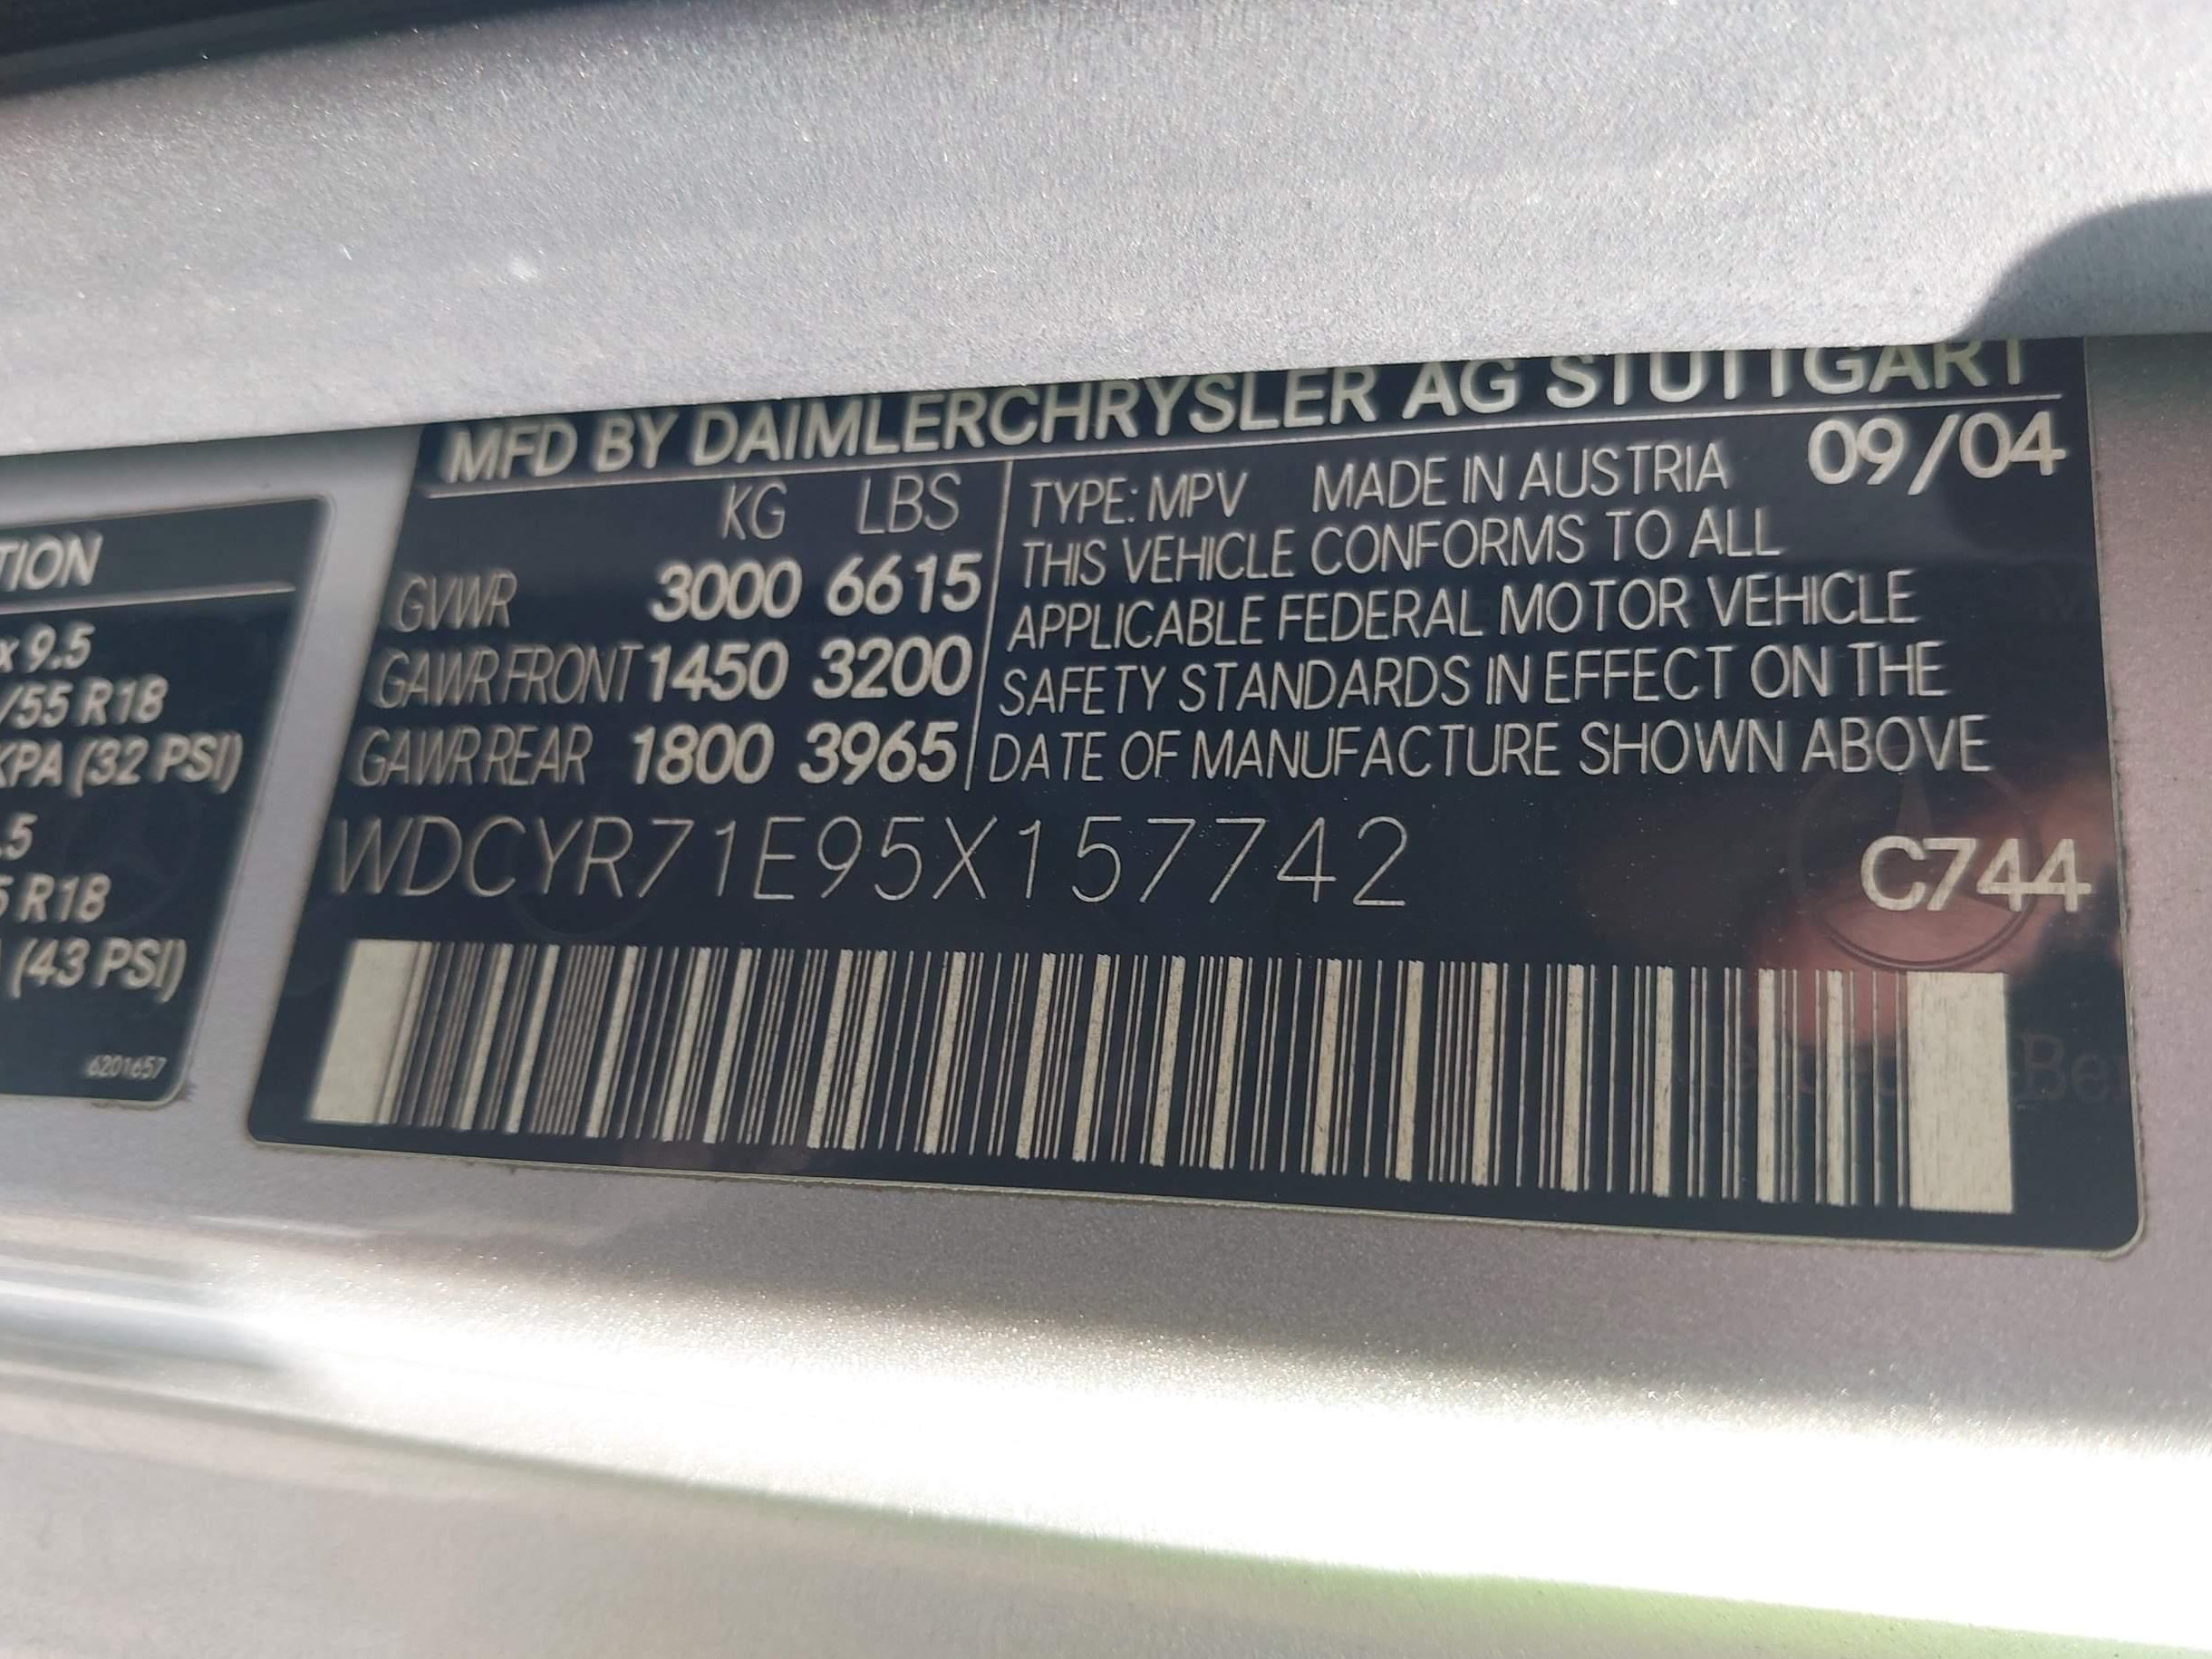 MFD BY DAIMLERCHRYSLER AG STUTTGART
KG LBS
GVWR 3000 6615
GAWR FRONT 1450 3200
GAWR REAR 1800 3965
TYPE: MPV MADE IN AUSTRIA 09/04
THIS VEHICLE CONFORMS TO ALL
APPLICABLE FEDERAL MOTOR VEHICLE
SAFETY STANDARDS IN EFFECT ON THE
DATE OF MANUFACTURE SHOWN ABOVE
WDCYR71E95X157742 C744
TION
x 9.5
/55 R18
KPA (32 PSI)
.5
5 R18
(43 PSI)
6201657